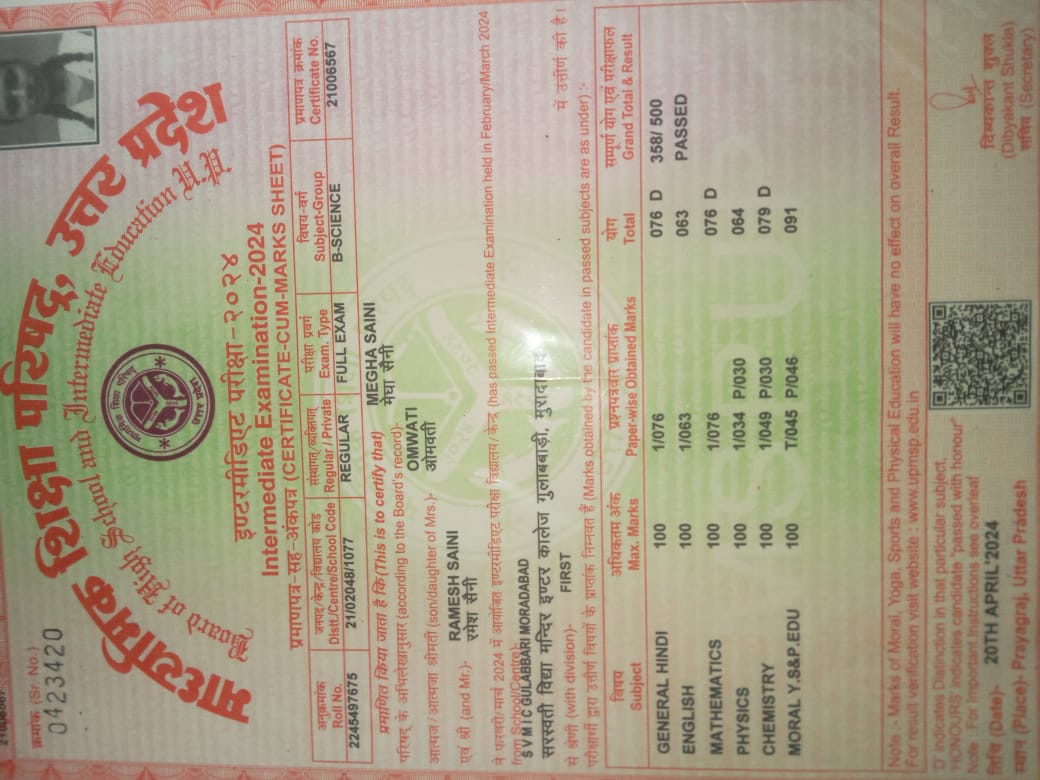 21006567
क्रमांक (Sr. No.)
0423420
माध्यमिक शिक्षा परिषद्, उत्तर प्रदेश
Board of High School and Intermediate Education U.P.
माध्यमिक शिक्षा परिषद्
उत्तर प्रदेश
इण्टरमीडिएट परीक्षा-२०२४
Intermediate Examination-2024
प्रमाणपत्र-सह-अंकपत्र (CERTIFICATE-CUM-MARKS SHEET)
अनुक्रमांक जनपद/केन्द्र/विद्यालय कोड संस्थागत/व्यक्तिगत परीक्षा प्रवर्ग विषय-वर्ग प्रमाणपत्र क्रमांक
Roll No. Distt./Centre/School Code Regular / Private Exam. Type Subject-Group Certificate No.
2245497675 21/02048/1077 REGULAR FULL EXAM B-SCIENCE 21006567
प्रमाणित किया जाता है कि (This is to certify that) MEGHA SAINI
परिषद् के अभिलेखानुसार (according to the Board's record)- मेघा सैनी
आत्मज/आत्मजा श्रीमती (son/daughter of Mrs.)- OMWATI
ओमवती
एवं श्री (and Mr.)- RAMESH SAINI
रमेश सैनी
ने फरवरी/मार्च 2024 में आयोजित इण्टरमीडिएट परीक्षा विद्यालय/केन्द्र (has passed Intermediate Examination held in February/March 2024
from School/Centre)-
S V M I C GULABBARI MORADABAD
सरस्वती विद्या मन्दिर इण्टर कालेज गुलाबबाड़ी, मुरादाबाद
से श्रेणी (with division)- FIRST में उत्तीर्ण की है।
परीक्षार्थी द्वारा उत्तीर्ण विषयों के प्राप्तांक निम्नवत हैं (Marks obtained by the candidate in passed subjects are as under) :-
विषय अधिकतम अंक प्रश्नपत्रवार प्राप्तांक योग सम्पूर्ण योग एवं परीक्षाफल
Subject Max. Marks Paper-wise Obtained Marks Total Grand Total & Result
GENERAL HINDI 100 1/076 076 D 358/ 500
ENGLISH 100 1/063 063 PASSED
MATHEMATICS 100 1/076 076 D
PHYSICS 100 1/034 P/030 064
CHEMISTRY 100 1/049 P/030 079 D
MORAL Y.S&P.EDU 100 T/045 P/046 091
Note - Marks of Moral, Yoga, Sports and Physical Education will have no effect on overall Result.
For result verification visit website : www.upmsp.edu.in
D' indicates Distinction in that particular subject.
HONORS' indicates candidate "passed with honour"
Note : For important instructions see overleaf
तिथि (Date)- 20TH APRIL'2024
स्थान (Place)- Prayagraj, Uttar Pradesh
दिब्यकान्त शुक्ल
(Dibyakant Shukla)
सचिव (Secretary)